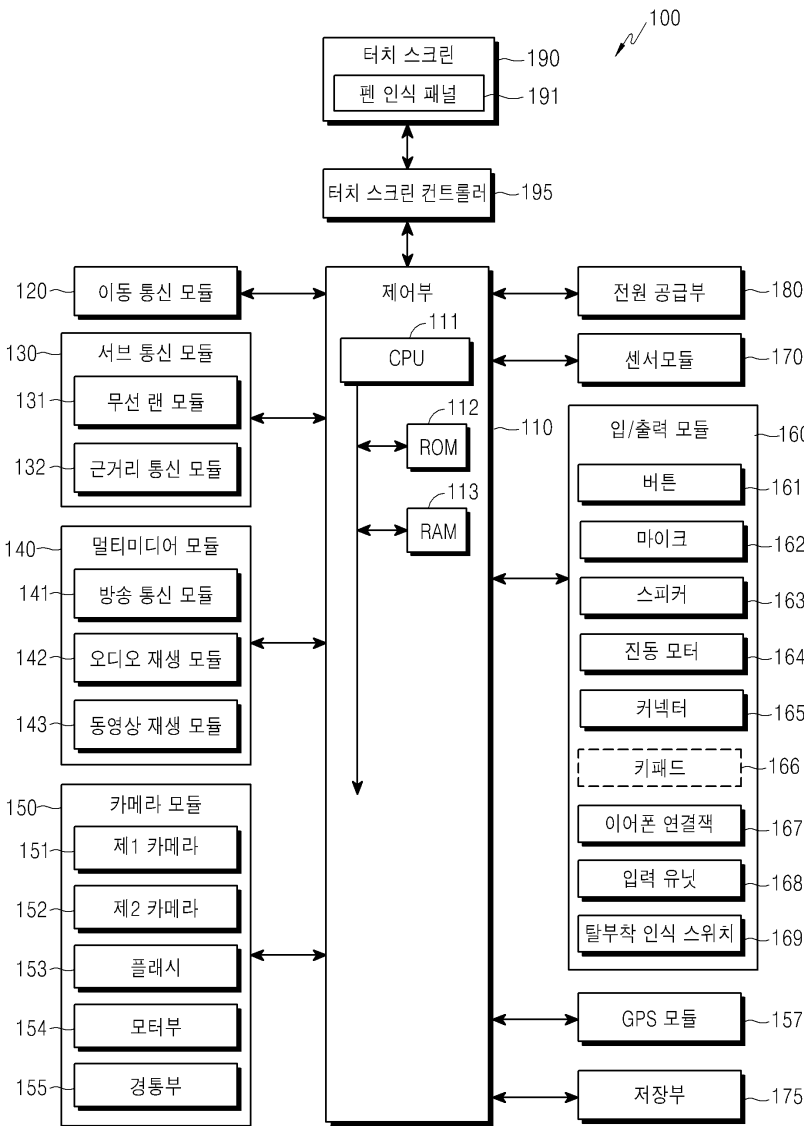 100
터치 스크린
190
펜 인식 패널
191
터치 스크린 컨트롤러
195
120
이동 통신 모듈
130
서브 통신 모듈
131
무선 랜 모듈
132
근거리 통신 모듈
140
멀티미디어 모듈
141
방송 통신 모듈
142
오디오 재생 모듈
143
동영상 재생 모듈
150
카메라 모듈
151
제1 카메라
152
제2 카메라
153
플래시
154
모터부
155
경통부
제어부
111
CPU
112
ROM
110
113
RAM
전원 공급부
180
센서모듈
170
입/출력 모듈
160
버튼
161
마이크
162
스피커
163
진동 모터
164
커넥터
165
키패드
166
이어폰 연결잭
167
입력 유닛
168
탈부착 인식 스위치
169
GPS 모듈
157
저장부
175